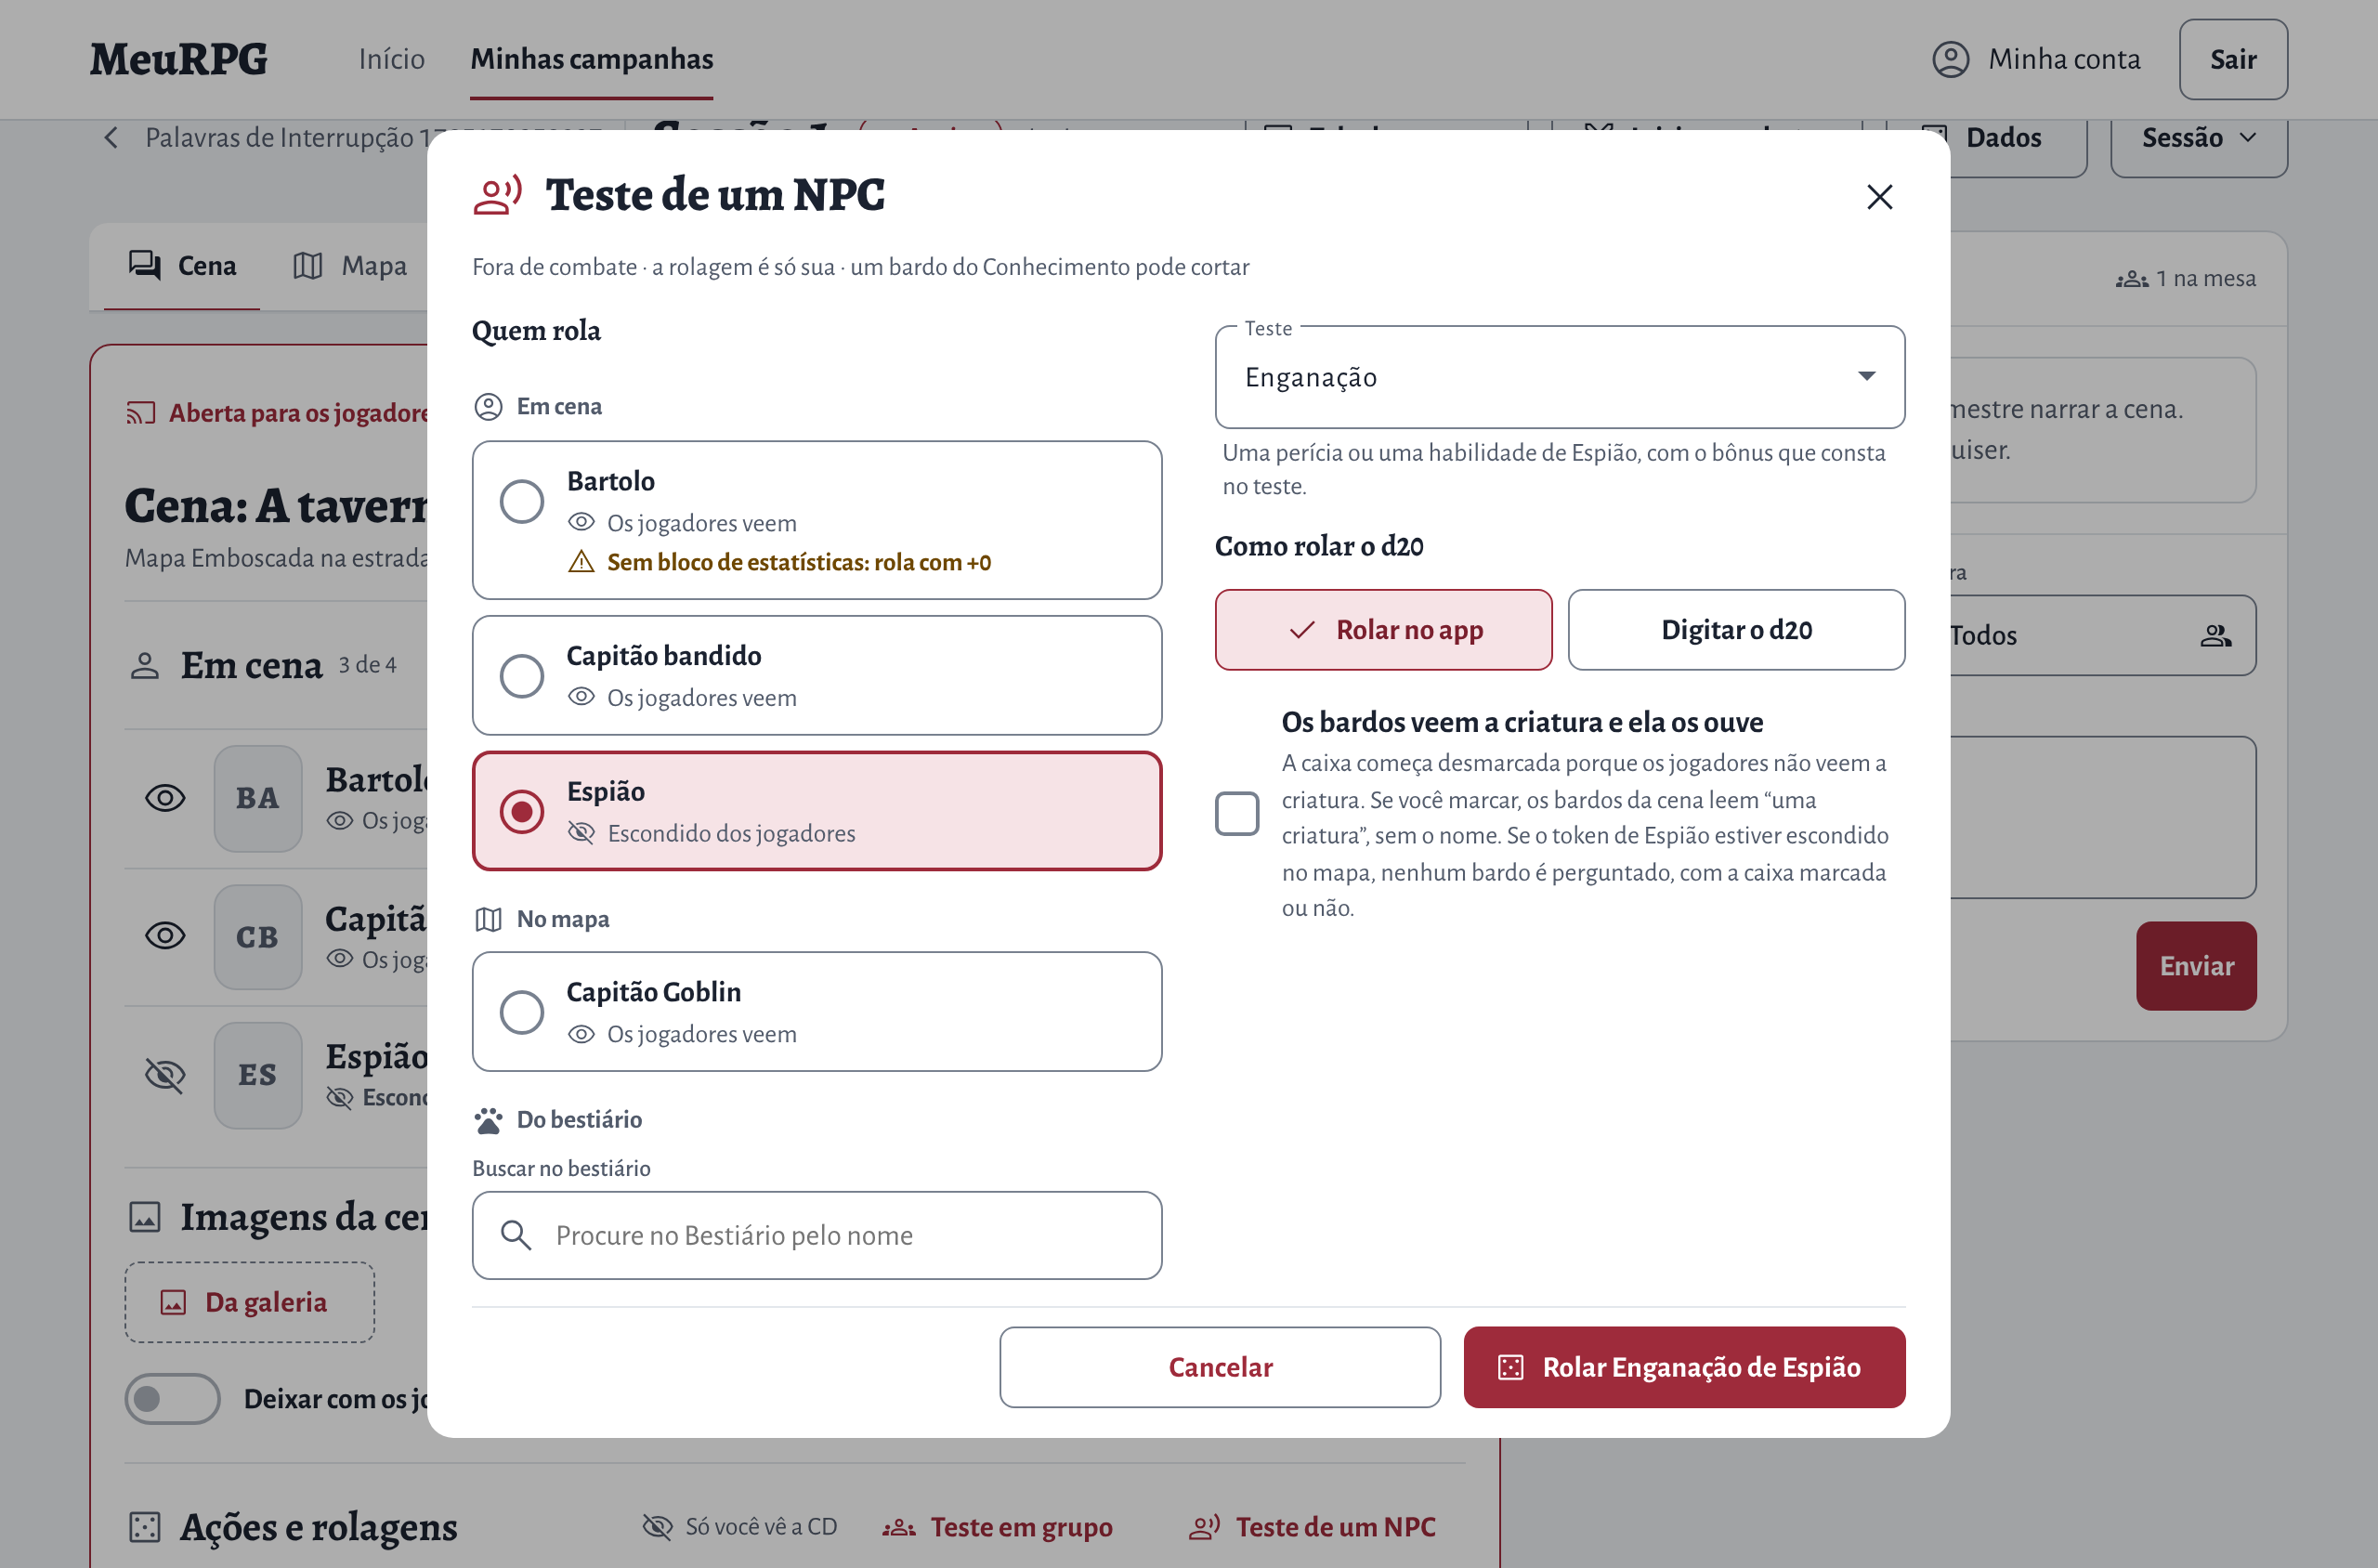 MeuRPG
Início
Minhas campanhas
Minha conta
Sair
Palavras de Interrupção
Dados
Sessão
Cena
Mapa
1 na mesa
Aberta para os
Cena: A
Mapa Emboscada na estrada
Em cena 3 de 4
BA
Os
CB
Os
ES
Espião
Imagens da
Da galeria
Deixar com os
Ações e rolagens
Só você vê a CD
Teste em grupo
Teste de um NPC
mestre narrar a cena.
Todos
Enviar
Teste de um NPC
Fora de combate · a rolagem é só sua · um bardo do Conhecimento pode cortar
Quem rola
Em cena
Bartolo
Os jogadores veem
Sem bloco de estatísticas: rola com +0
Capitão bandido
Os jogadores veem
Espião
Escondido dos jogadores
No mapa
Capitão Goblin
Os jogadores veem
Do bestiário
Buscar no bestiário
Procure no Bestiário pelo nome
Teste
Enganação
Uma perícia ou uma habilidade de Espião, com o bônus que consta
no teste.
Como rolar o d20
Rolar no app
Digitar o d20
Os bardos veem a criatura e ela os ouve
A caixa começa desmarcada porque os jogadores não veem a
criatura. Se você marcar, os bardos da cena leem “uma
criatura”, sem o nome. Se o token de Espião estiver escondido
no mapa, nenhum bardo é perguntado, com a caixa marcada
ou não.
Cancelar
Rolar Enganação de Espião